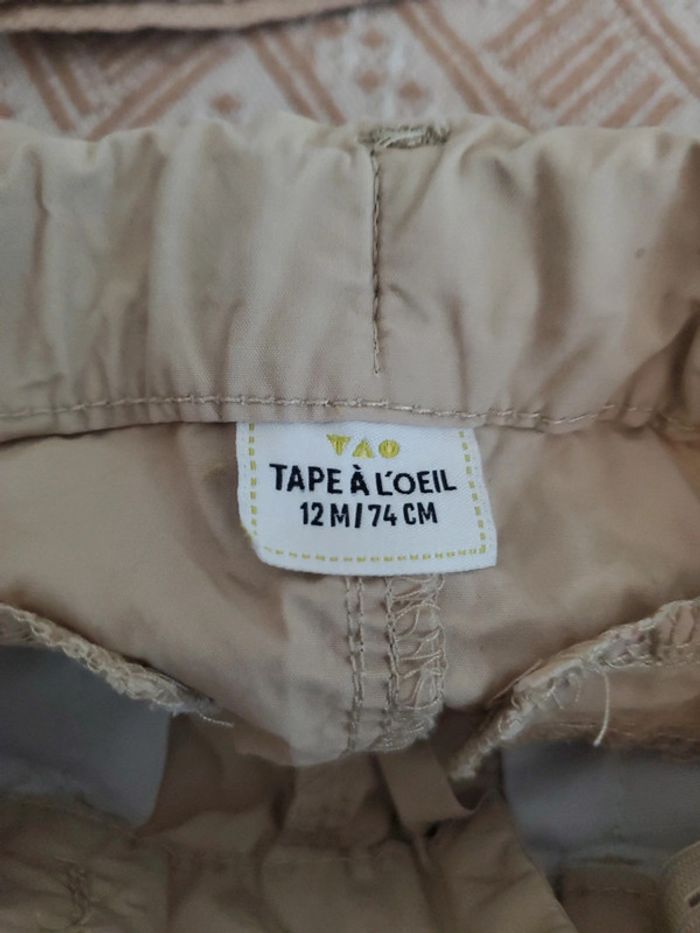 TAO
TAPE À L'OEIL
12 M / 74 CM